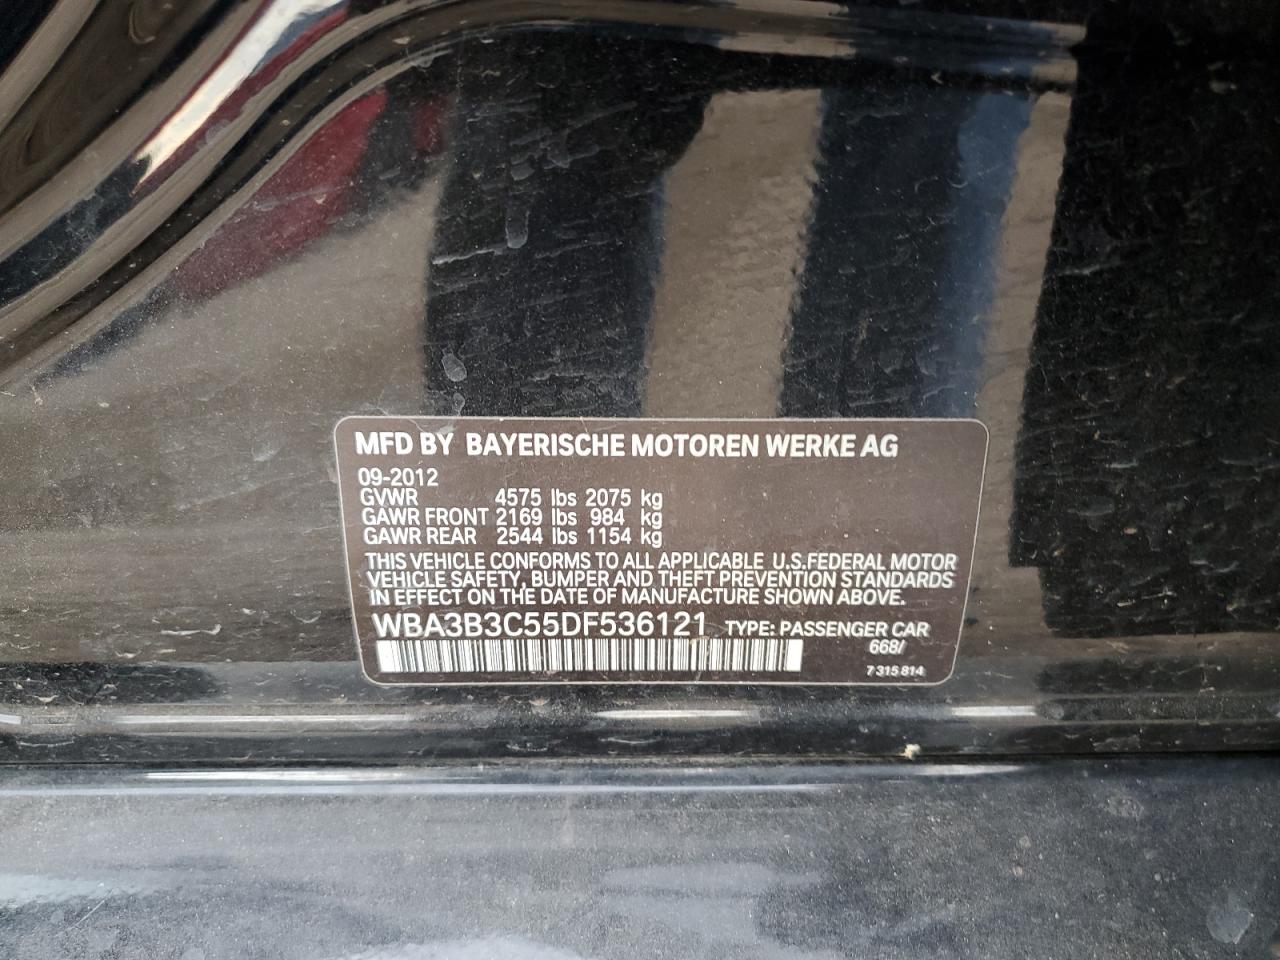 MFD BY BAYERISCHE MOTOREN WERKE AG
09-2012
GVWR 4575 lbs 2075 kg
GAWR FRONT 2169 lbs 984 kg
GAWR REAR 2544 lbs 1154 kg
THIS VEHICLE CONFORMS TO ALL APPLICABLE U.S.FEDERAL MOTOR
VEHICLE SAFETY, BUMPER AND THEFT PREVENTION STANDARDS
IN EFFECT ON THE DATE OF MANUFACTURE SHOWN ABOVE.
WBA3B3C55DF536121 TYPE: PASSENGER CAR
668/
7 315 814